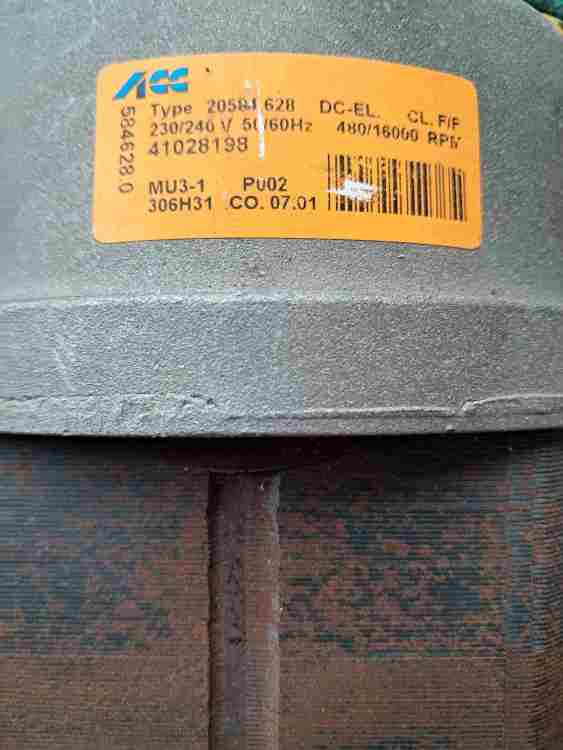 ACC
Type 20584.628 DC-EL. CL. F/F
230/240 V 50/60Hz 480/16000 RPM
41028198
MU3-1 P002
306H31 CO. 07.01
584628.0